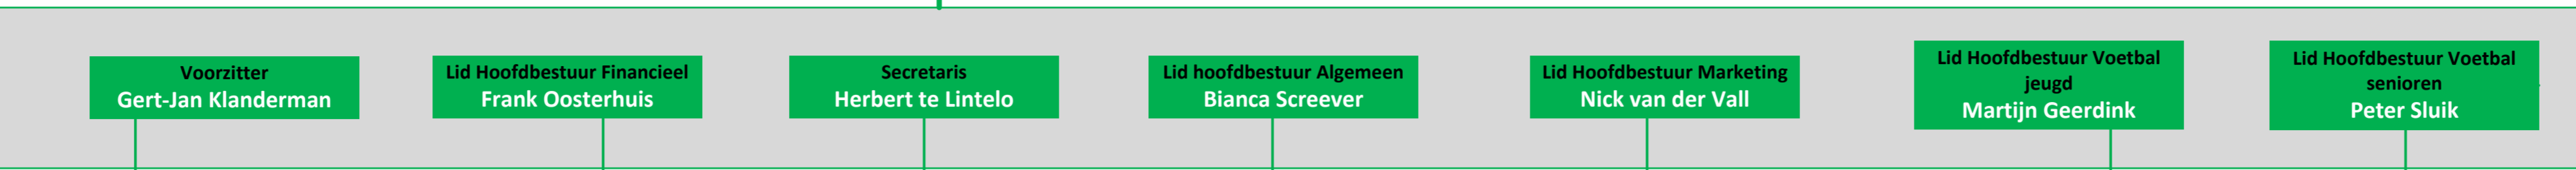 Voorzitter
Gert-Jan Klanderman
Lid Hoofdbestuur Financieel
Frank Oosterhuis
Secretaris
Herbert te Lintelo
Lid hoofdbestuur Algemeen
Bianca Screever
Lid Hoofdbestuur Marketing
Nick van der Vall
Lid Hoofdbestuur Voetbal
jeugd
Martijn Geerdink
Lid Hoofdbestuur Voetbal
senioren
Peter Sluik